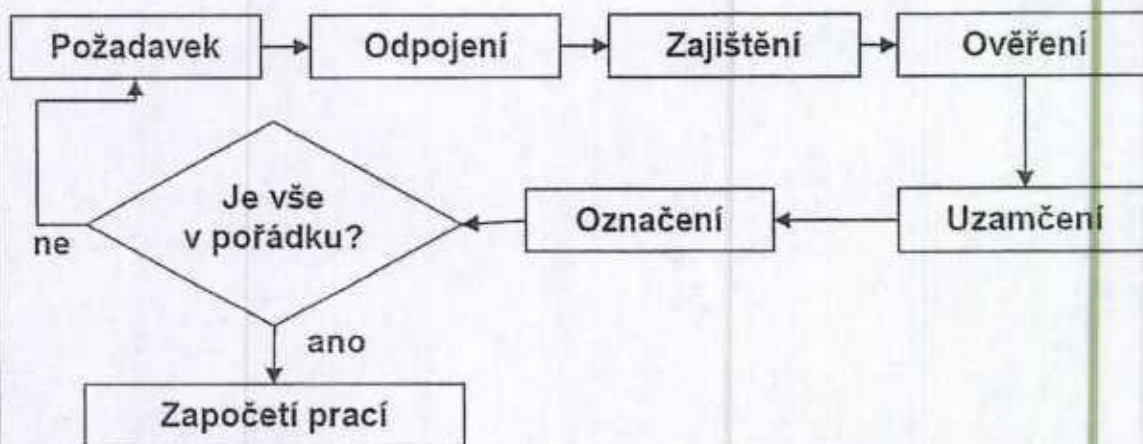 Požadavek
Odpojení
Zajištění
Ověření
Uzamčení
Označení
Je vše
v pořádku?
ne
ano
Započetí prací